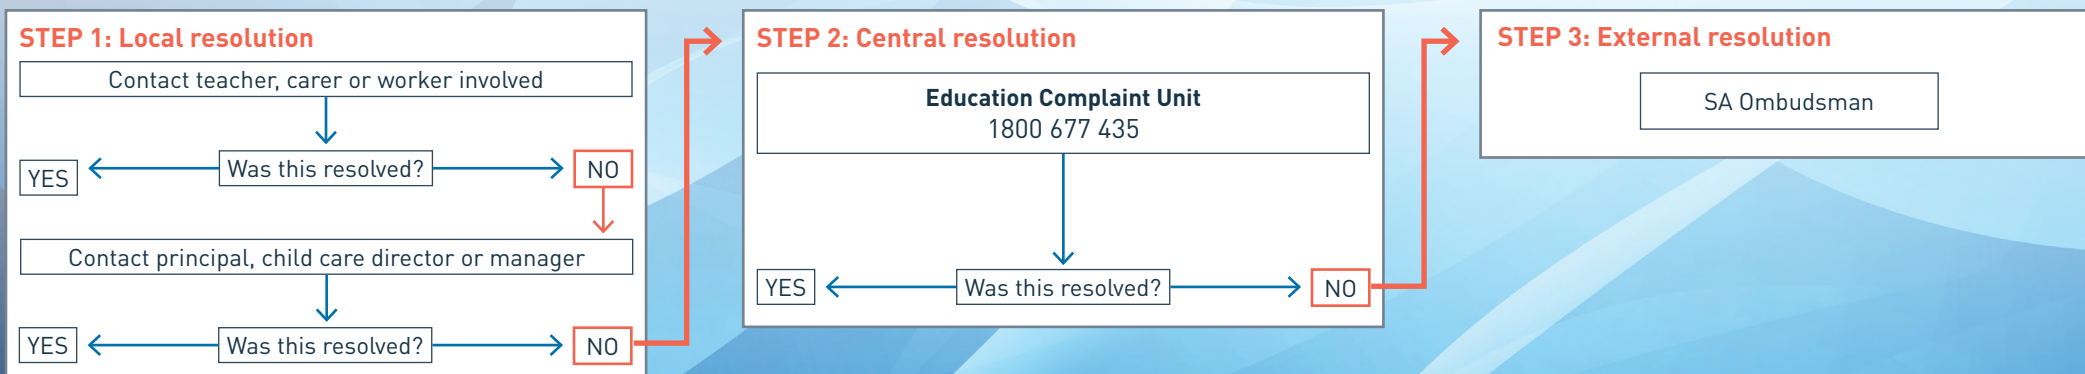 STEP 1: Local resolution
Contact teacher, carer or worker involved
Was this resolved?
YES
NO
Contact principal, child care director or manager
Was this resolved?
YES
NO
STEP 2: Central resolution
Education Complaint Unit
1800 677 435
Was this resolved?
YES
NO
STEP 3: External resolution
SA Ombudsman